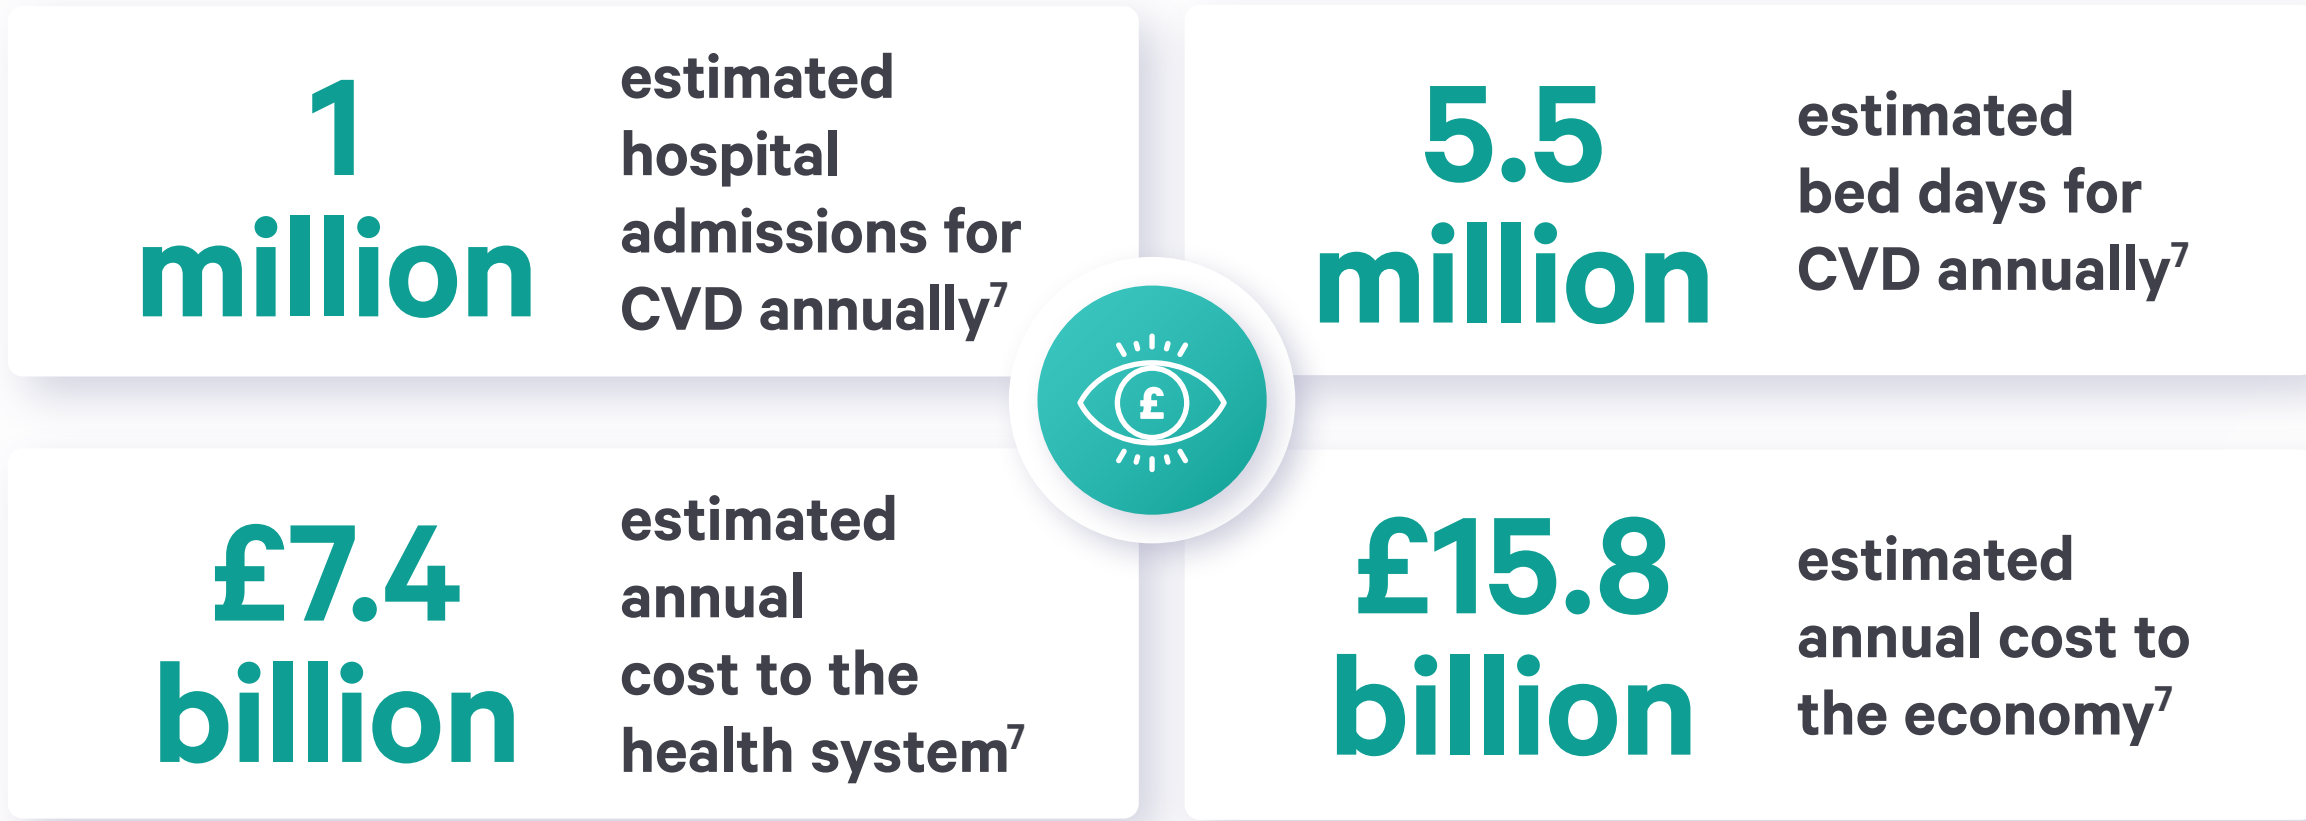 1
million
estimated
hospital
admissions for
CVD annually⁷
5.5
million
estimated
bed days for
CVD annually⁷
£
£7.4
billion
estimated
annual
cost to the
health system⁷
£15.8
billion
estimated
annual cost to
the economy⁷